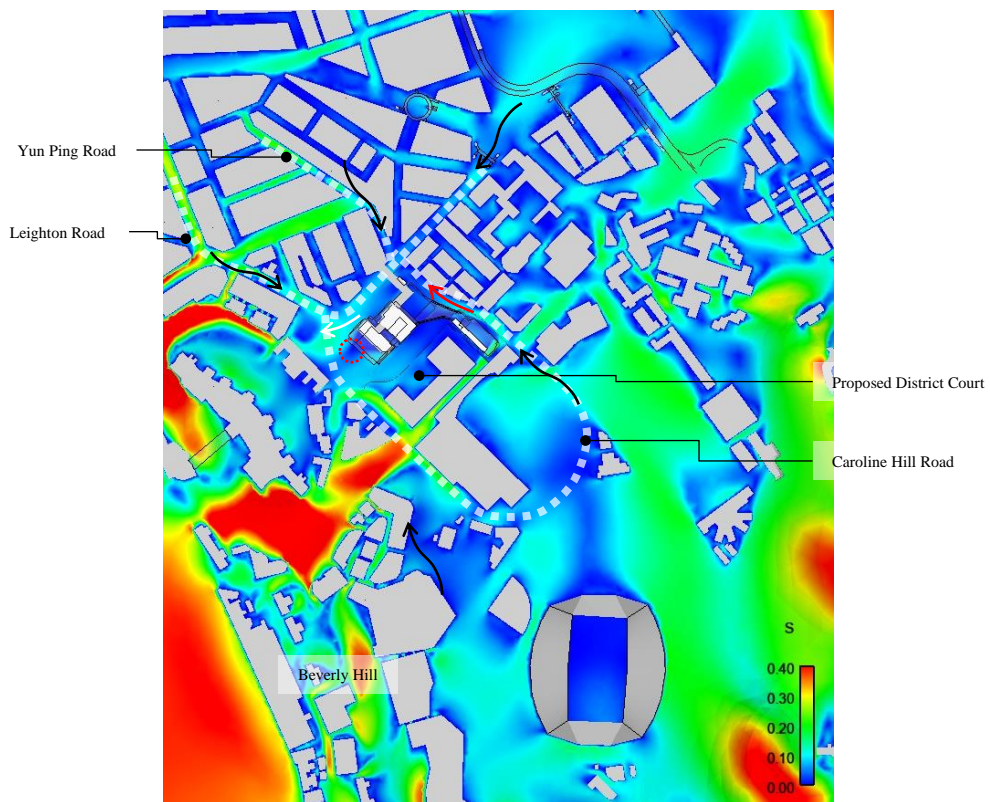 Yun Ping Road
Leighton Road
Proposed District Court
Caroline Hill Road
Beverly Hill
S
0.40
0.30
0.20
0.10
0.00